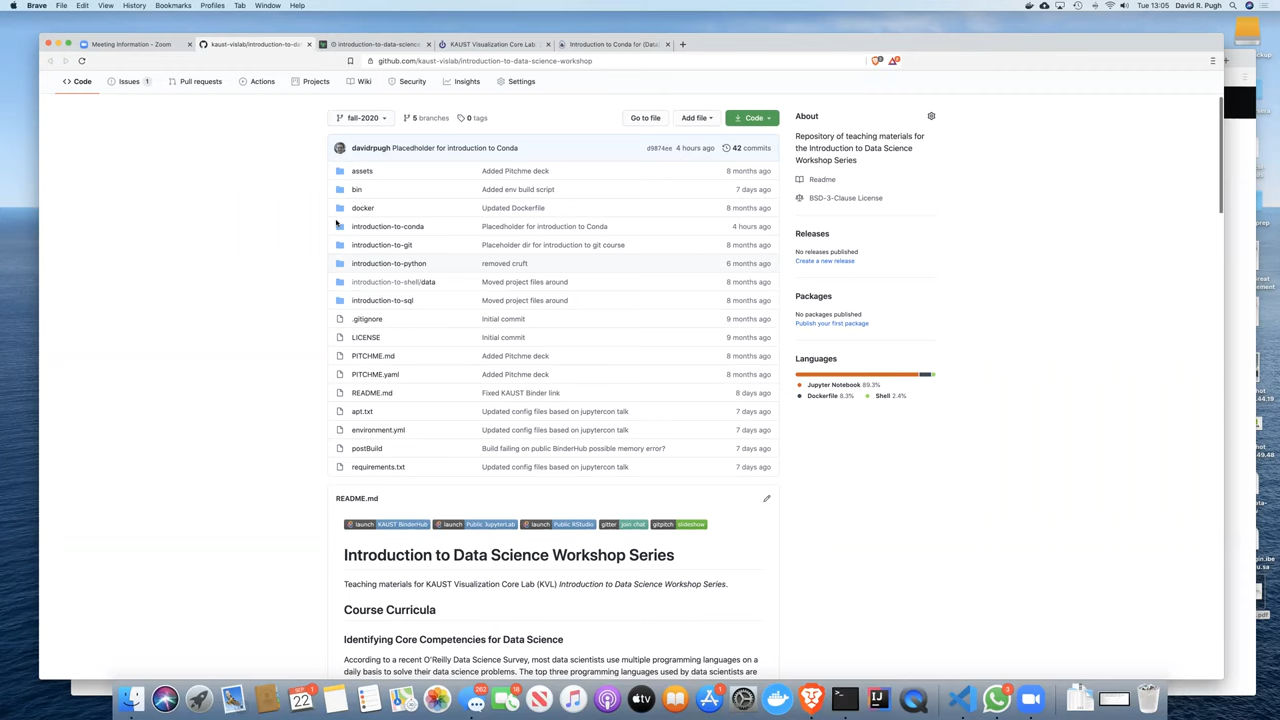 Brave File Edit View History Bookmarks Profiles Tab Window Help Tue 13:05 David R. Pugh
Meeting Information - Zoom kaust-vislab/introduction-to-da introduction-to-data-science KAUST Visualization Core Lab Introduction to Conda for (Data
github.com/kaust-vislab/introduction-to-data-science-workshop
Code Issues 1 Pull requests Actions Projects Wiki Security Insights Settings
fall-2020 5 branches 0 tags Go to file Add file Code
davidrpugh Placedholder for introduction to Conda d9874ee 4 hours ago 42 commits
assets Added Pitchme deck 8 months ago
bin Added env build script 7 days ago
docker Updated Dockerfile 8 months ago
introduction-to-conda Placedholder for introduction to Conda 4 hours ago
introduction-to-git Placeholder dir for introduction to git course 8 months ago
introduction-to-python removed cruft 6 months ago
introduction-to-shell/data Moved project files around 8 months ago
introduction-to-sql Moved project files around 8 months ago
.gitignore Initial commit 9 months ago
LICENSE Initial commit 9 months ago
PITCHME.md Added Pitchme deck 8 months ago
PITCHME.yaml Added Pitchme deck 8 months ago
README.md Fixed KAUST Binder link 8 days ago
apt.txt Updated config files based on jupytercon talk 7 days ago
environment.yml Updated config files based on jupytercon talk 7 days ago
postBuild Build failing on public BinderHub possible memory error? 7 days ago
requirements.txt Updated config files based on jupytercon talk 7 days ago
README.md
launch KAUST BinderHub launch Public JupyterLab launch Public RStudio gitter join chat gitpitch slideshow
Introduction to Data Science Workshop Series
Teaching materials for KAUST Visualization Core Lab (KVL) Introduction to Data Science Workshop Series.
Course Curricula
Identifying Core Competencies for Data Science
According to a recent O'Reilly Data Science Survey, most data scientists use multiple programming languages on a
daily basis to solve their data science problems. The top three programming languages used by data scientists are
About
Repository of teaching materials for
the Introduction to Data Science
Workshop Series
Readme
BSD-3-Clause License
Releases
No releases published
Create a new release
Packages
No packages published
Publish your first package
Languages
Jupyter Notebook 89.3%
Dockerfile 8.3% Shell 2.4%